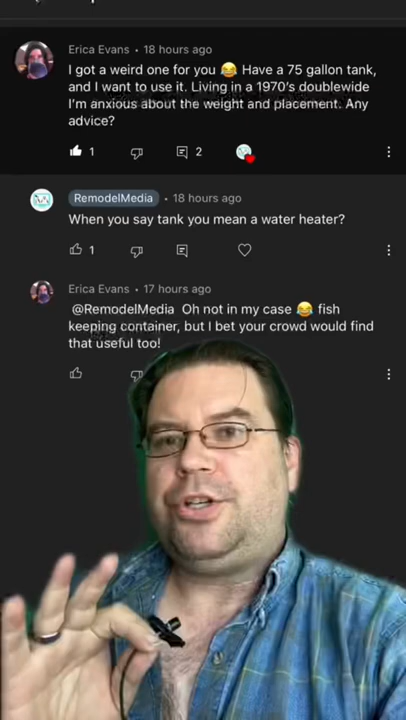 Erica Evans · 18 hours ago
I got a weird one for you 😂 Have a 75 gallon tank,
and I want to use it. Living in a 1970's doublewide
I'm anxious about the weight and placement. Any
advice?
1
2
RemodelMedia · 18 hours ago
When you say tank you mean a water heater?
1
Erica Evans · 17 hours ago
@RemodelMedia Oh not in my case 😂 fish
keeping container, but I bet your crowd would find
that useful too!